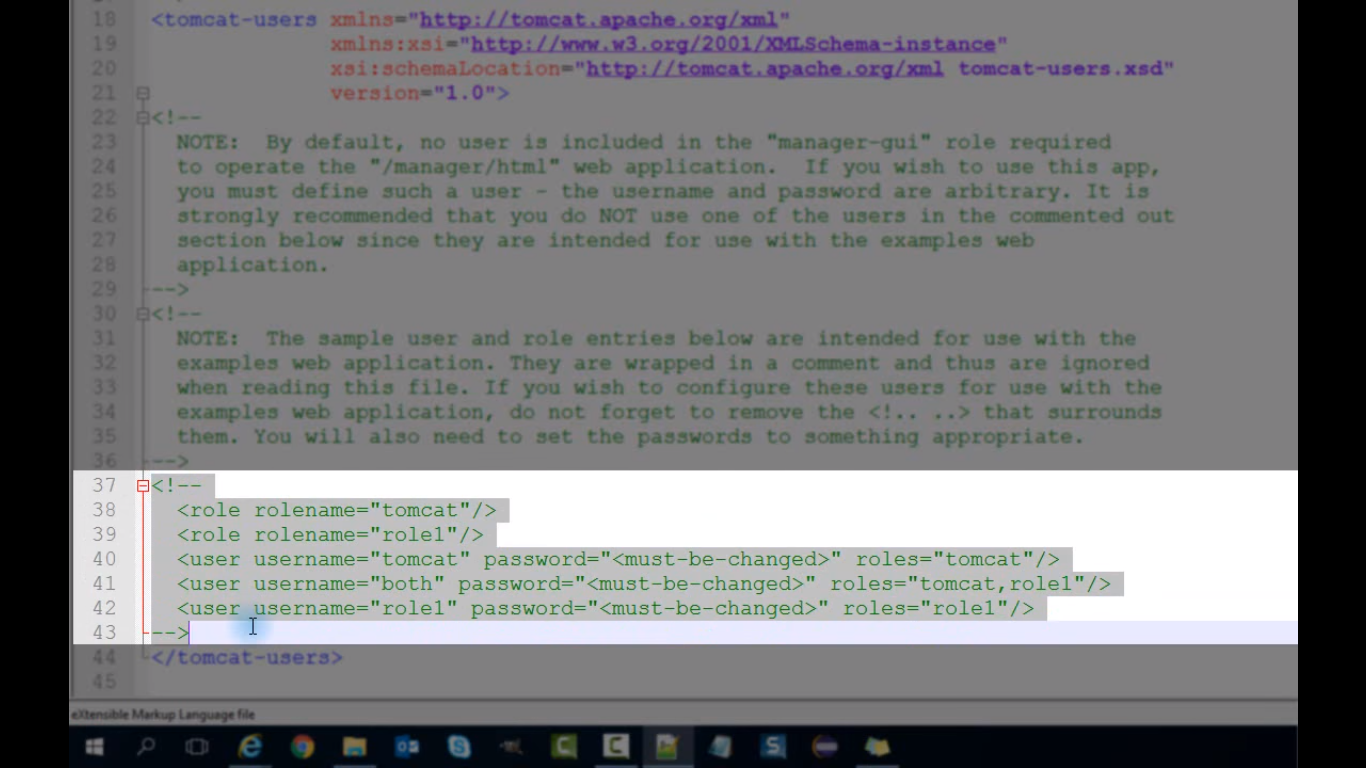 18 <tomcat-users xmlns="http://tomcat.apache.org/xml"
19 xmlns:xsi="http://www.w3.org/2001/XMLSchema-instance"
20 xsi:schemaLocation="http://tomcat.apache.org/xml tomcat-users.xsd"
21 version="1.0">
22 <!--
23 NOTE:  By default, no user is included in the "manager-gui" role required
24 to operate the "/manager/html" web application.  If you wish to use this app,
25 you must define such a user - the username and password are arbitrary. It is
26 strongly recommended that you do NOT use one of the users in the commented out
27 section below since they are intended for use with the examples web
28 application.
29 -->
30 <!--
31 NOTE:  The sample user and role entries below are intended for use with the
32 examples web application. They are wrapped in a comment and thus are ignored
33 when reading this file. If you wish to configure these users for use with the
34 examples web application, do not forget to remove the <!.. ..> that surrounds
35 them. You will also need to set the passwords to something appropriate.
36 -->
37 <!--
38 <role rolename="tomcat"/>
39 <role rolename="role1"/>
40 <user username="tomcat" password="<must-be-changed>" roles="tomcat"/>
41 <user username="both" password="<must-be-changed>" roles="tomcat,role1"/>
42 <user username="role1" password="<must-be-changed>" roles="role1"/>
43 -->
44 </tomcat-users>
45
eXtensible Markup Language file